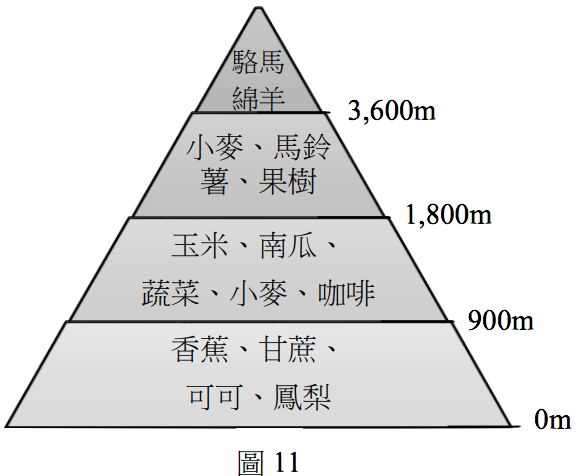 駱馬
綿羊
3,600m
小麥、馬鈴
薯、果樹
1,800m
玉米、南瓜、
蔬菜、小麥、咖啡
900m
香蕉、甘蔗、
可可、鳳梨
0m
圖 11